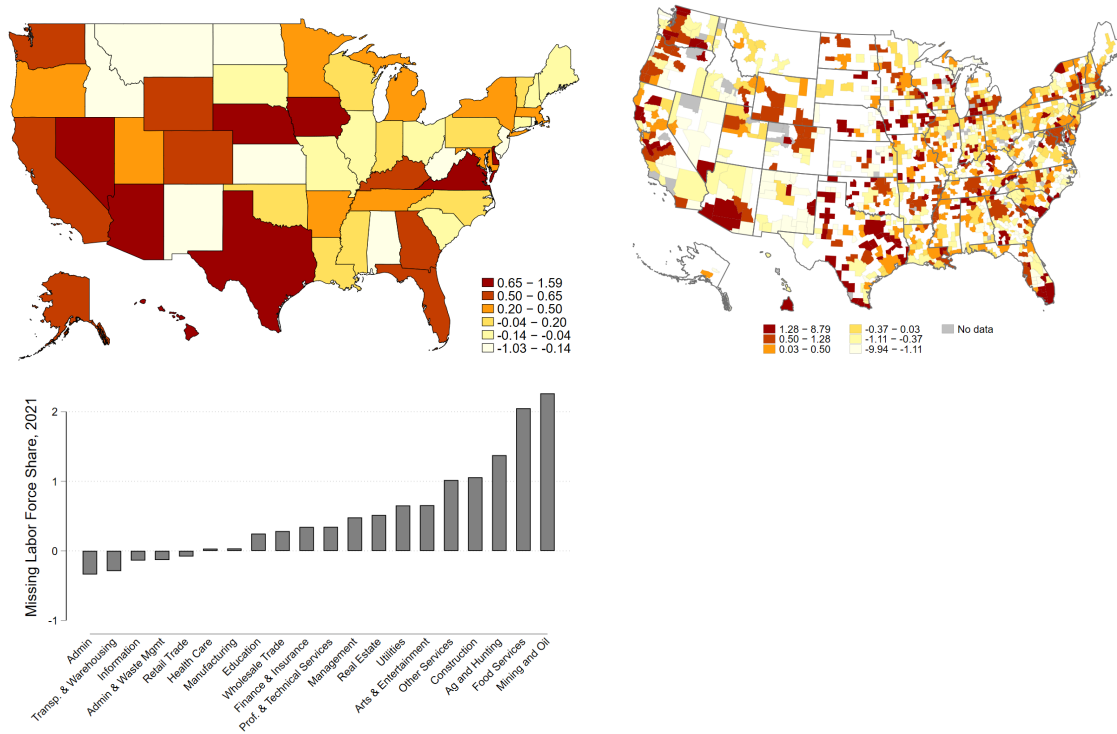 0.65 – 1.59
0.50 – 0.65
0.20 – 0.50
-0.04 – 0.20
-0.14 – -0.04
-1.03 – -0.14
1.28 – 8.79
0.50 – 1.28
0.03 – 0.50
-0.37 – 0.03
-1.11 – -0.37
-9.94 – -1.11
No data
Missing Labor Force Share, 2021
2
1
0
-1
Admin
Transp. & Warehousing
Information
Admin & Waste Mgmt
Retail Trade
Health Care
Manufacturing
Education
Wholesale Trade
Finance & Insurance
Prof. & Technical Services
Management
Real Estate
Utilities
Arts & Entertainment
Other Services
Construction
Ag and Hunting
Food Services
Mining and Oil